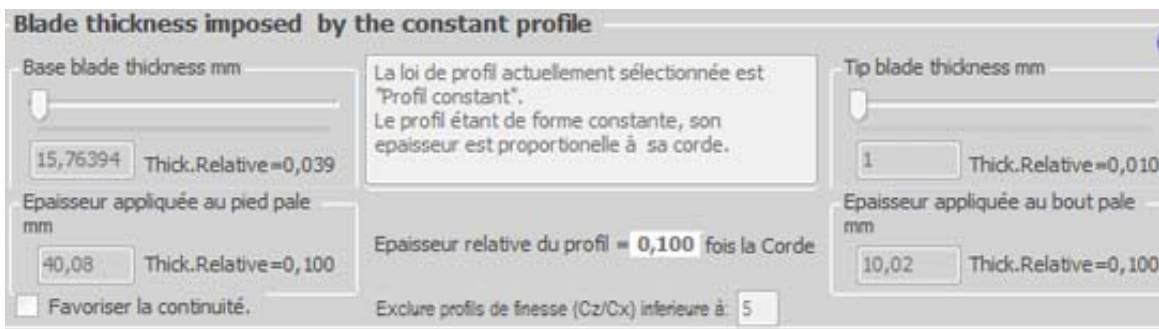 Blade thickness imposed by the constant profile
Base blade thickness mm
15,76394 Thick.Relative=0,039
La loi de profil actuellement sélectionnée est
"Profil constant".
Le profil étant de forme constante, son
epaisseur est proportionelle à sa corde.
Tip blade thickness mm
1 Thick.Relative=0,010
Epaisseur appliquée au pied pale
mm
40,08 Thick.Relative=0,100
Epaisseur relative du profil = 0,100 fois la Corde
Epaisseur appliquée au bout pale
mm
10,02 Thick.Relative=0,100
Favoriser la continuité.
Exclure profils de finesse (Cz/Cx) inferieure à: 5